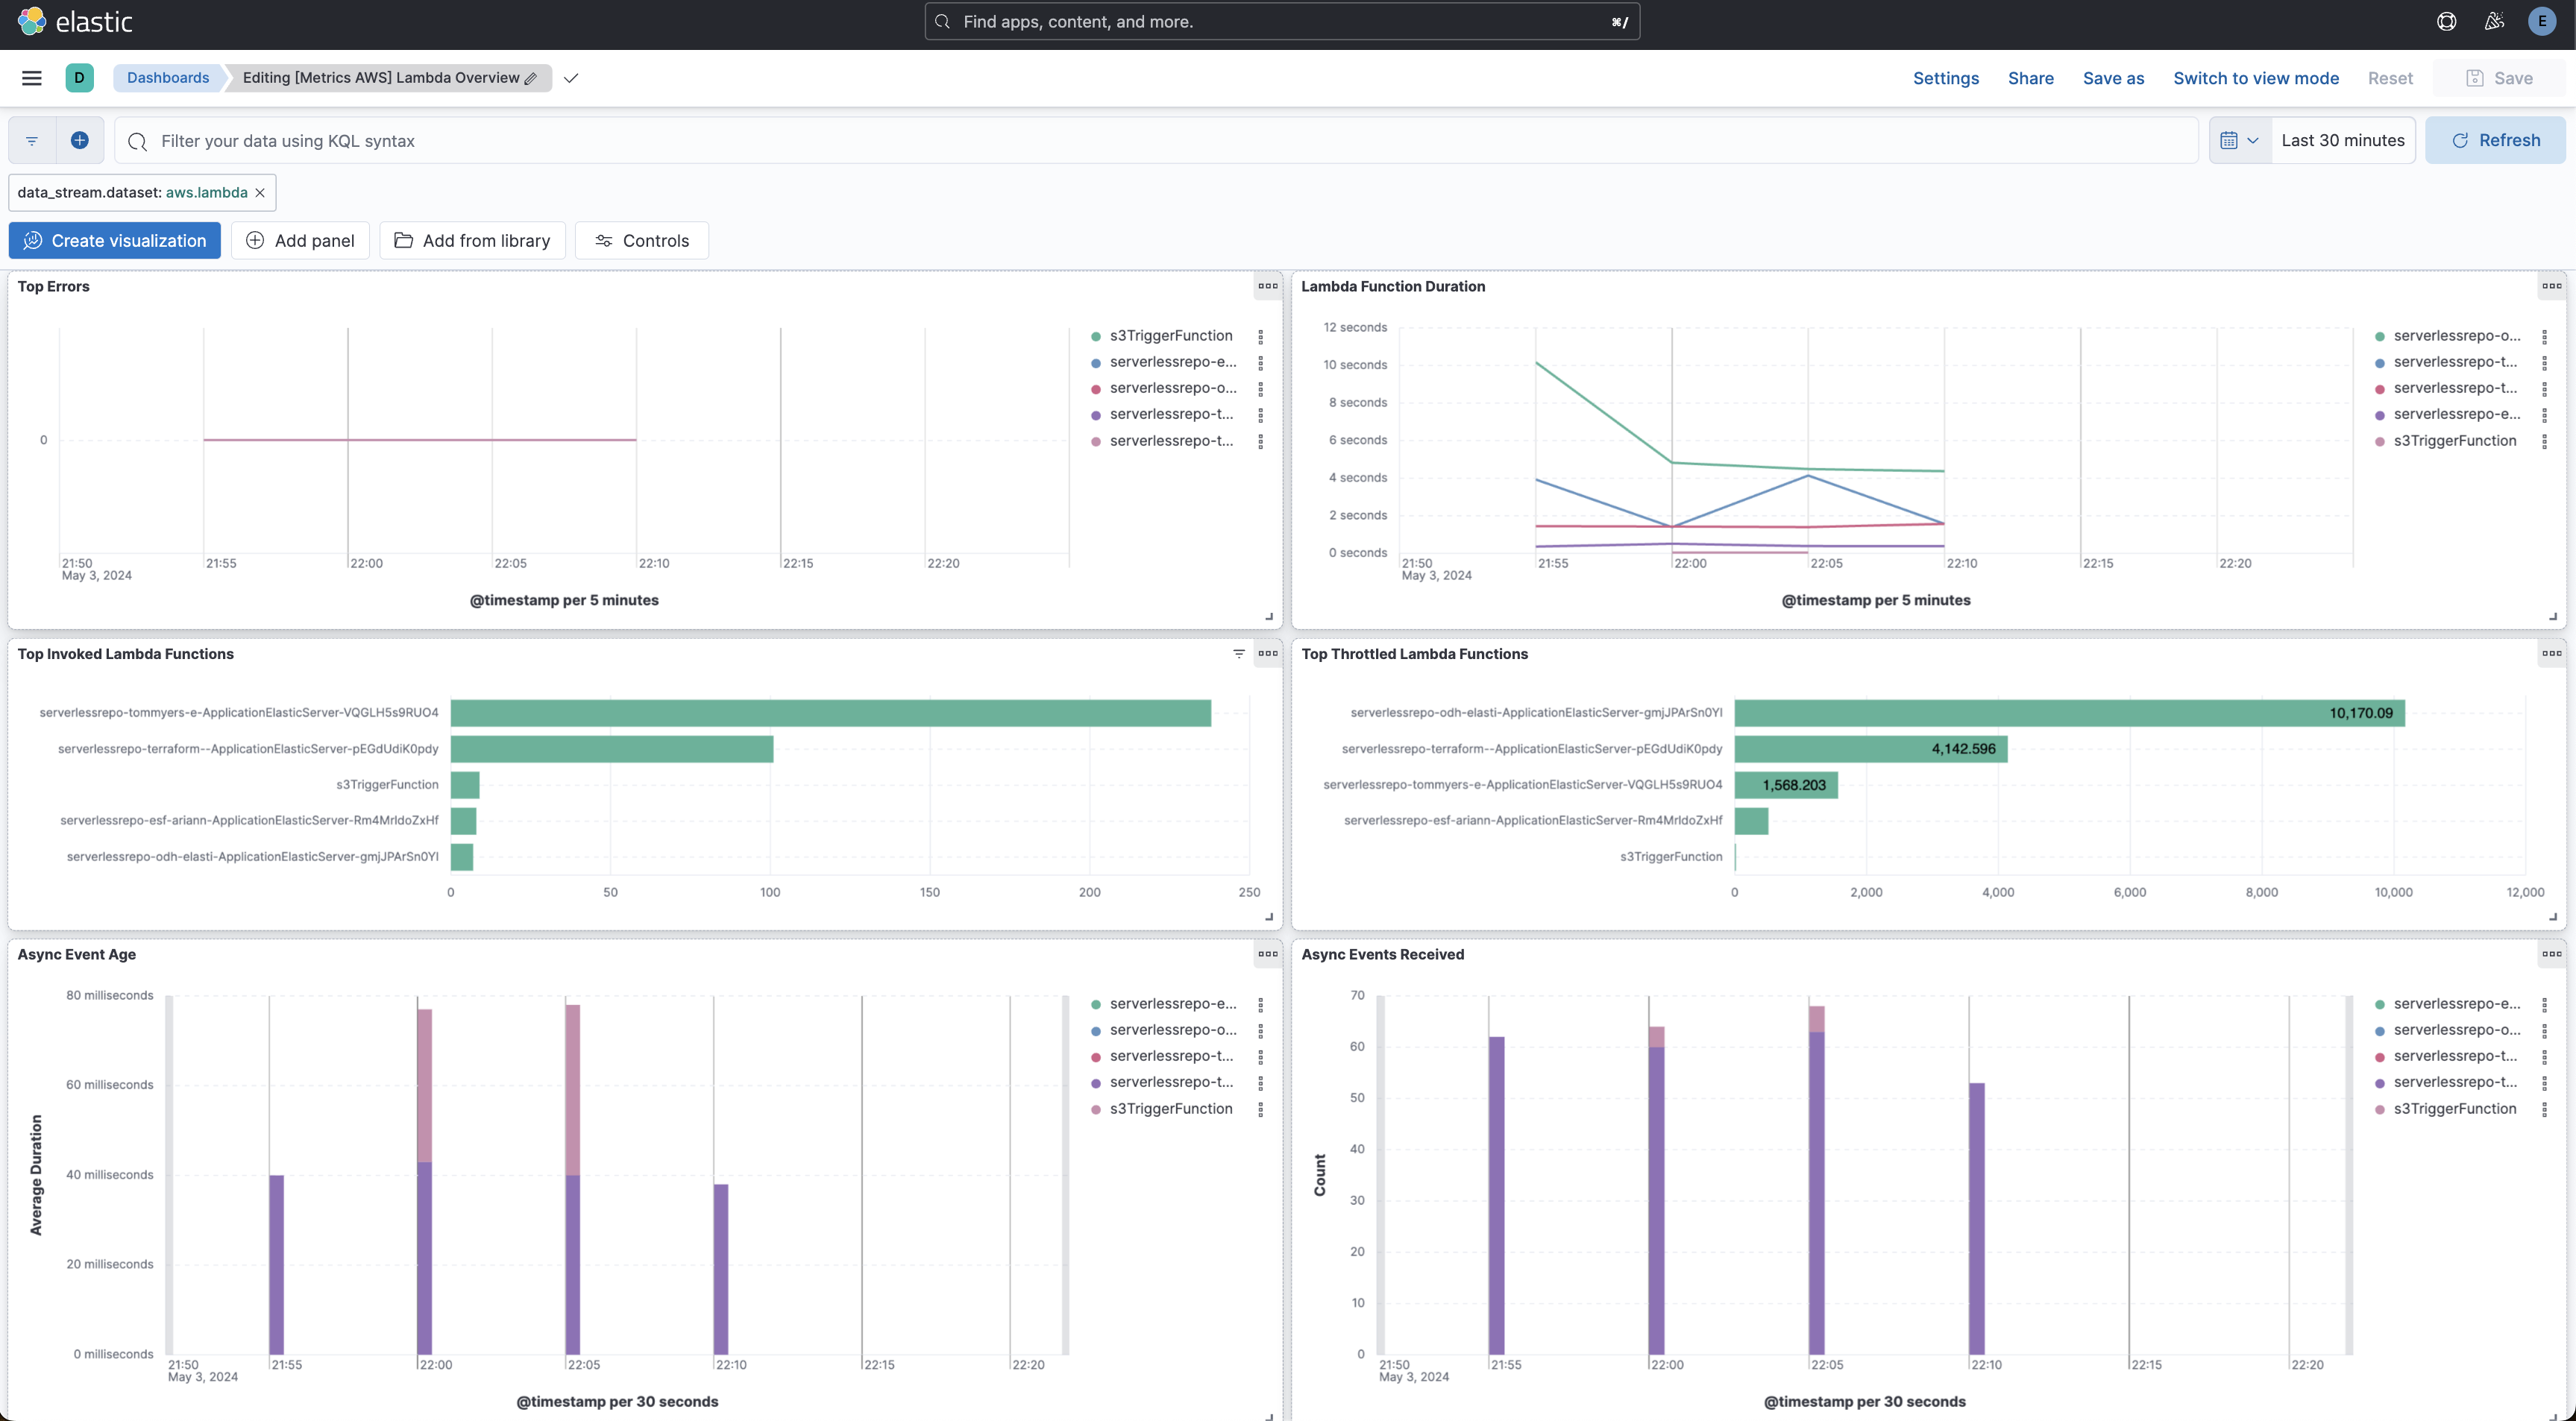 elastic
Find apps, content, and more.
⌘/
E
D
Dashboards
Editing [Metrics AWS] Lambda Overview
Settings
Share
Save as
Switch to view mode
Reset
Save
Filter your data using KQL syntax
Last 30 minutes
Refresh
data_stream.dataset: aws.lambda ×
Create visualization
Add panel
Add from library
Controls
Top Errors
0
21:50
21:55
22:00
22:05
22:10
22:15
22:20
May 3, 2024
@timestamp per 5 minutes
s3TriggerFunction
serverlessrepo-e...
serverlessrepo-o...
serverlessrepo-t...
serverlessrepo-t...
Lambda Function Duration
12 seconds
10 seconds
8 seconds
6 seconds
4 seconds
2 seconds
0 seconds
21:50
21:55
22:00
22:05
22:10
22:15
22:20
May 3, 2024
@timestamp per 5 minutes
serverlessrepo-o...
serverlessrepo-t...
serverlessrepo-t...
serverlessrepo-e...
s3TriggerFunction
Top Invoked Lambda Functions
serverlessrepo-tommyers-e-ApplicationElasticServer-VQGLH5s9RUO4
serverlessrepo-terraform--ApplicationElasticServer-pEGdUdiK0pdy
s3TriggerFunction
serverlessrepo-esf-ariann-ApplicationElasticServer-Rm4MrldoZxHf
serverlessrepo-odh-elasti-ApplicationElasticServer-gmjJPArSn0YI
0
50
100
150
200
250
Top Throttled Lambda Functions
serverlessrepo-odh-elasti-ApplicationElasticServer-gmjJPArSn0YI
10,170.09
serverlessrepo-terraform--ApplicationElasticServer-pEGdUdiK0pdy
4,142.596
serverlessrepo-tommyers-e-ApplicationElasticServer-VQGLH5s9RUO4
1,568.203
serverlessrepo-esf-ariann-ApplicationElasticServer-Rm4MrldoZxHf
s3TriggerFunction
0
2,000
4,000
6,000
8,000
10,000
12,000
Async Event Age
Average Duration
80 milliseconds
60 milliseconds
40 milliseconds
20 milliseconds
0 milliseconds
21:50
21:55
22:00
22:05
22:10
22:15
22:20
May 3, 2024
@timestamp per 30 seconds
serverlessrepo-e...
serverlessrepo-o...
serverlessrepo-t...
serverlessrepo-t...
s3TriggerFunction
Async Events Received
Count
70
60
50
40
30
20
10
0
21:50
21:55
22:00
22:05
22:10
22:15
22:20
May 3, 2024
@timestamp per 30 seconds
serverlessrepo-e...
serverlessrepo-o...
serverlessrepo-t...
serverlessrepo-t...
s3TriggerFunction